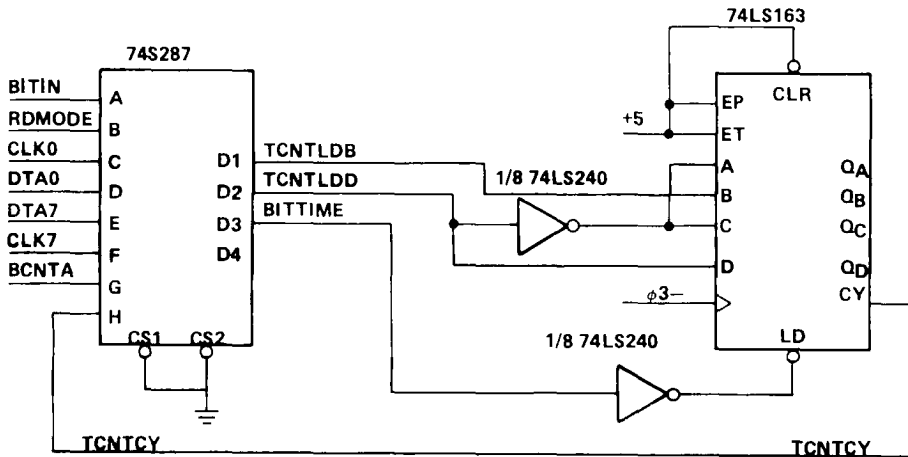 74LS163
74S287
BITIN
A
RDMODE
B
CLK0
C
DTA0
D
DTA7
E
CLK7
F
BCNTA
G
H
D1
D2
D3
D4
CS1
CS2
TCNTLDB
TCNTLDD
BITTIME
1/8 74LS240
+5
CLR
EP
ET
A
B
C
D
QA
QB
QC
QD
CY
ϕ3−
LD
1/8 74LS240
TCNTCY
TCNTCY